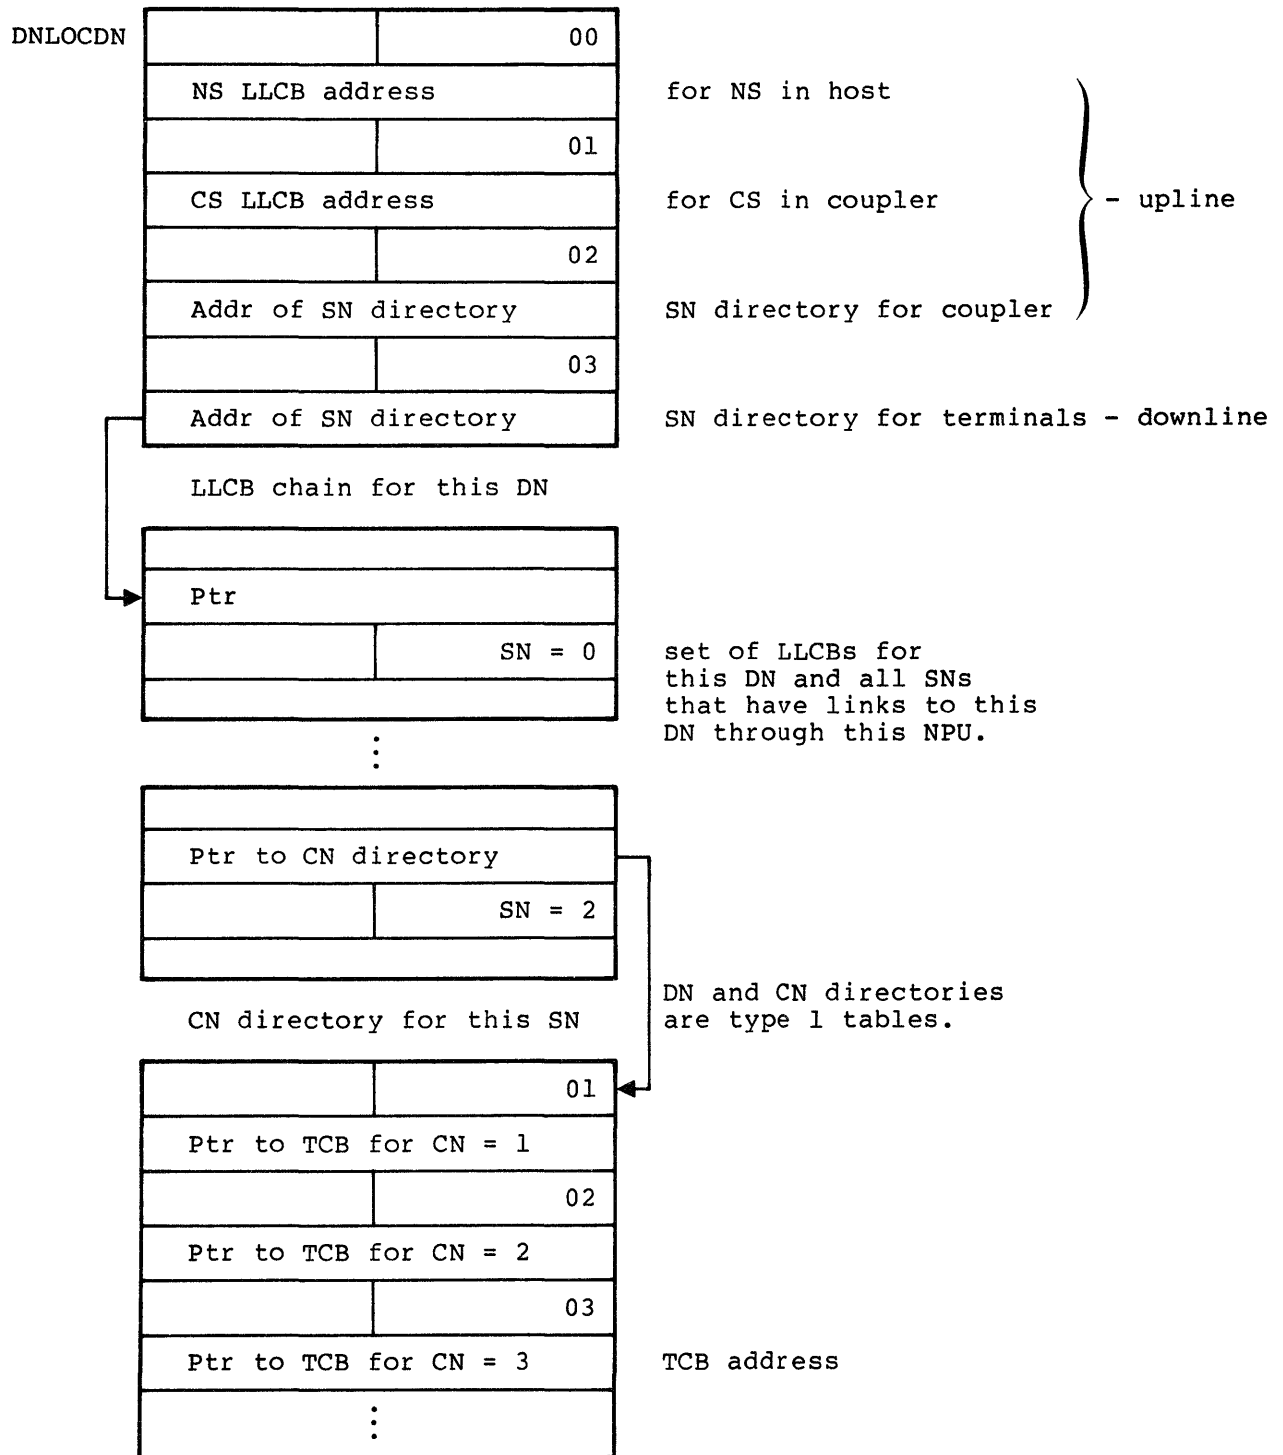 DNLOCDN 00
NS LLCB address for NS in host
01
CS LLCB address for CS in coupler - upline
02
Addr of SN directory SN directory for coupler
03
Addr of SN directory SN directory for terminals - downline
LLCB chain for this DN
Ptr
SN = 0 set of LLCBs for
this DN and all SNs
that have links to this
DN through this NPU.
Ptr to CN directory
SN = 2
DN and CN directories
CN directory for this SN are type 1 tables.
01
Ptr to TCB for CN = 1
02
Ptr to TCB for CN = 2
03
Ptr to TCB for CN = 3 TCB address